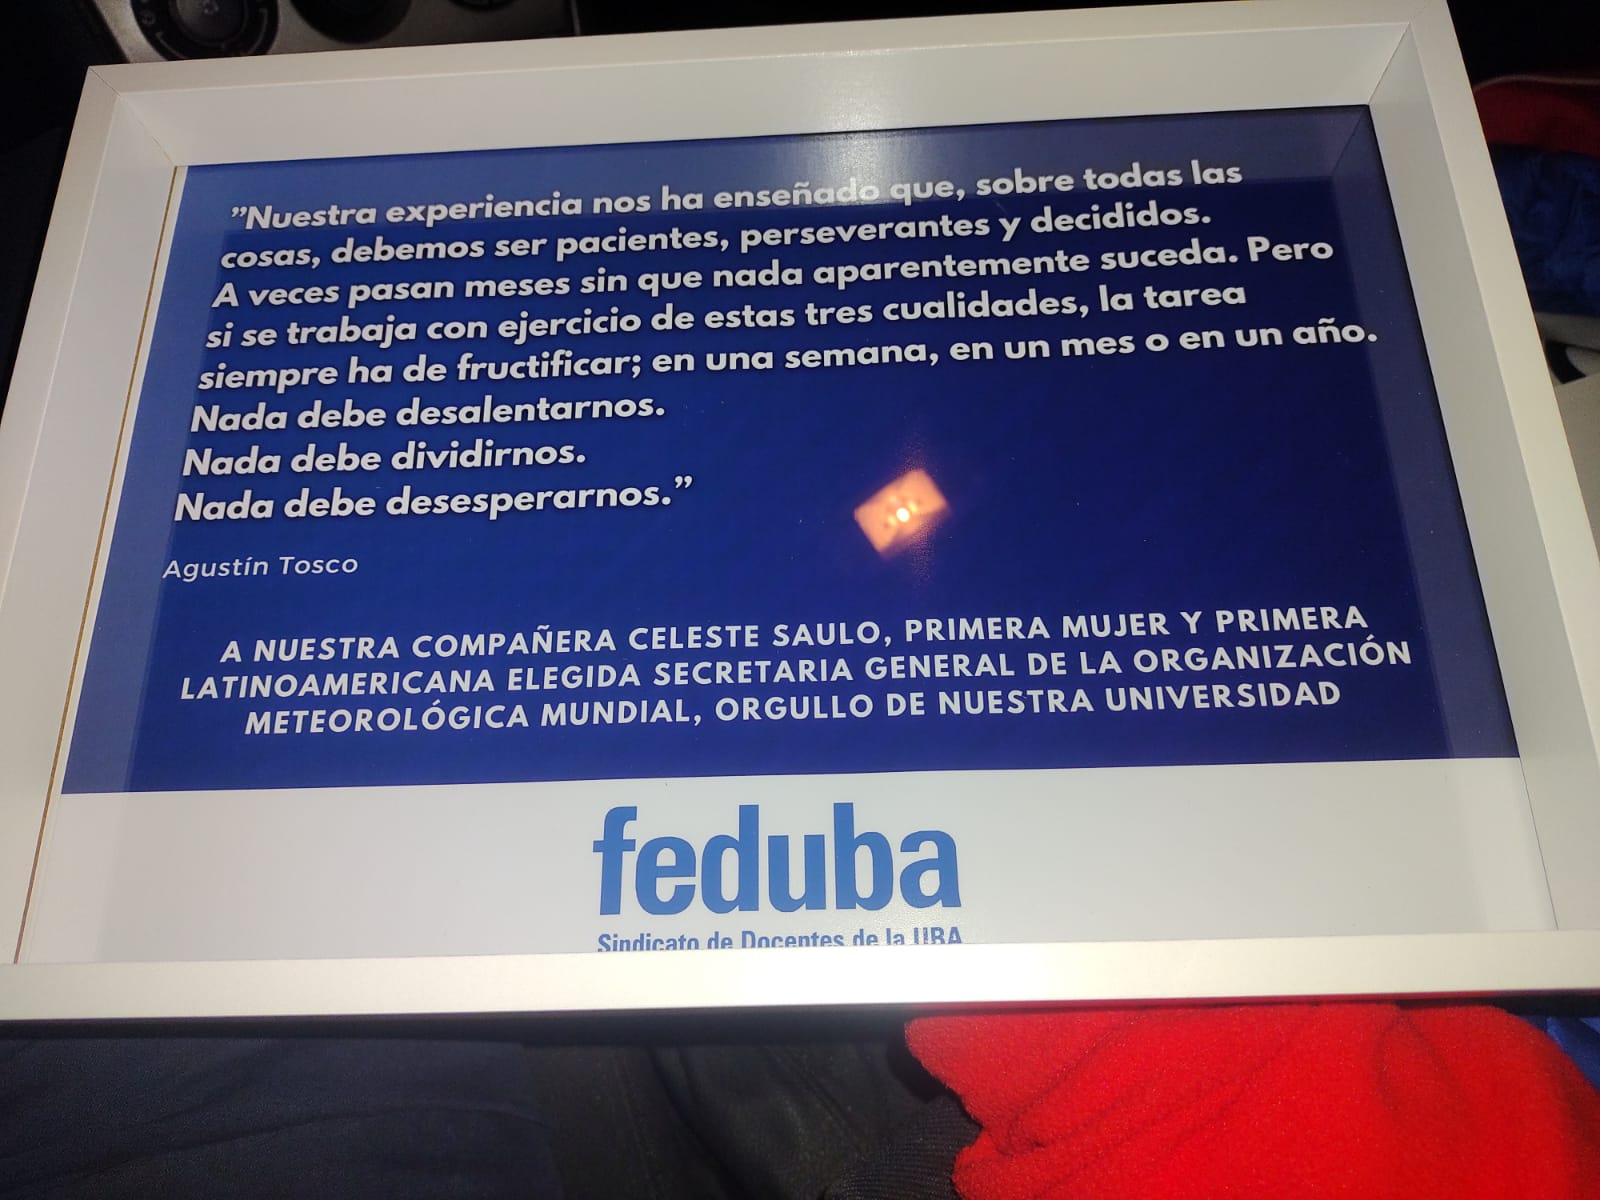 ”Nuestra experiencia nos ha enseñado que, sobre todas las
cosas, debemos ser pacientes, perseverantes y decididos.
A veces pasan meses sin que nada aparentemente suceda. Pero
si se trabaja con ejercicio de estas tres cualidades, la tarea
siempre ha de fructificar; en una semana, en un mes o en un año.
Nada debe desalentarnos.
Nada debe dividirnos.
Nada debe desesperarnos.”
Agustín Tosco
A NUESTRA COMPAÑERA CELESTE SAULO, PRIMERA MUJER Y PRIMERA
LATINOAMERICANA ELEGIDA SECRETARIA GENERAL DE LA ORGANIZACIÓN
METEOROLÓGICA MUNDIAL, ORGULLO DE NUESTRA UNIVERSIDAD
feduba
Sindicato de Docentes de la UBA